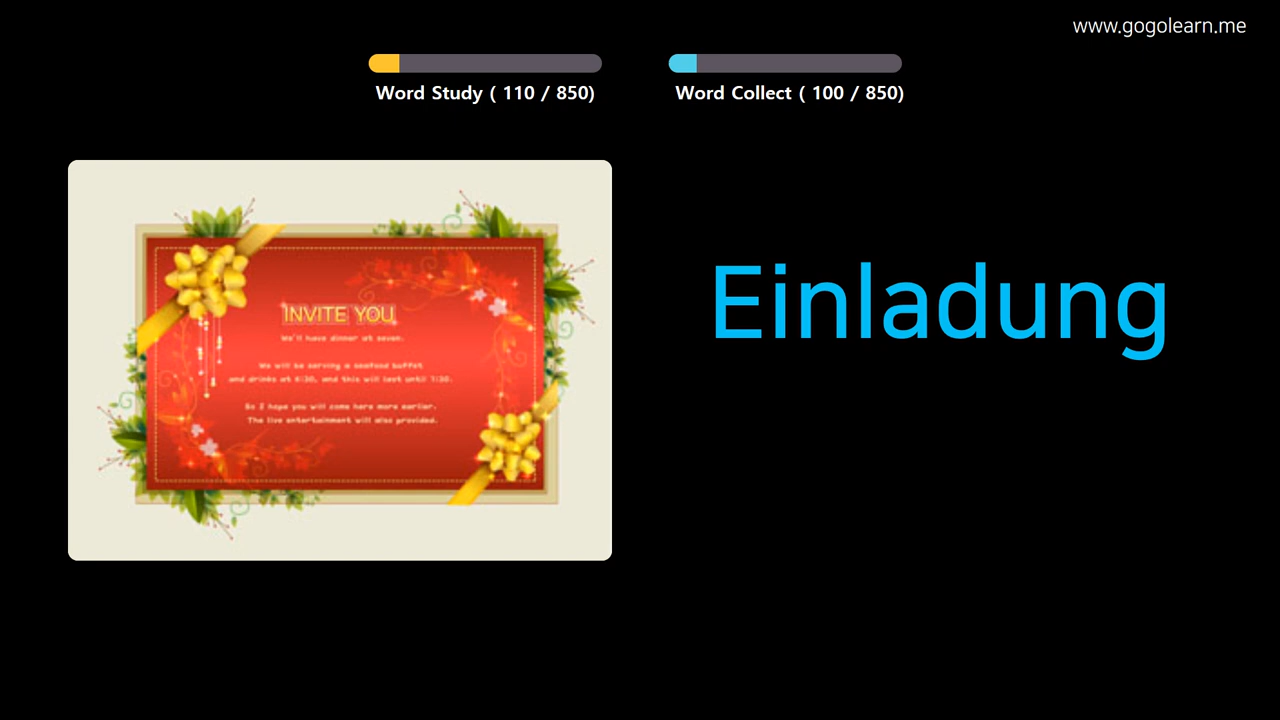 www.gogolearn.me
Word Study ( 110 / 850)
Word Collect ( 100 / 850)
INVITE YOU
We'll have dinner at seven.
We will be serving a seafood buffet
and drinks at 6:30, and this will last until 7:30.
So I hope you will come here more earlier.
The live entertainment will also provided.
Einladung